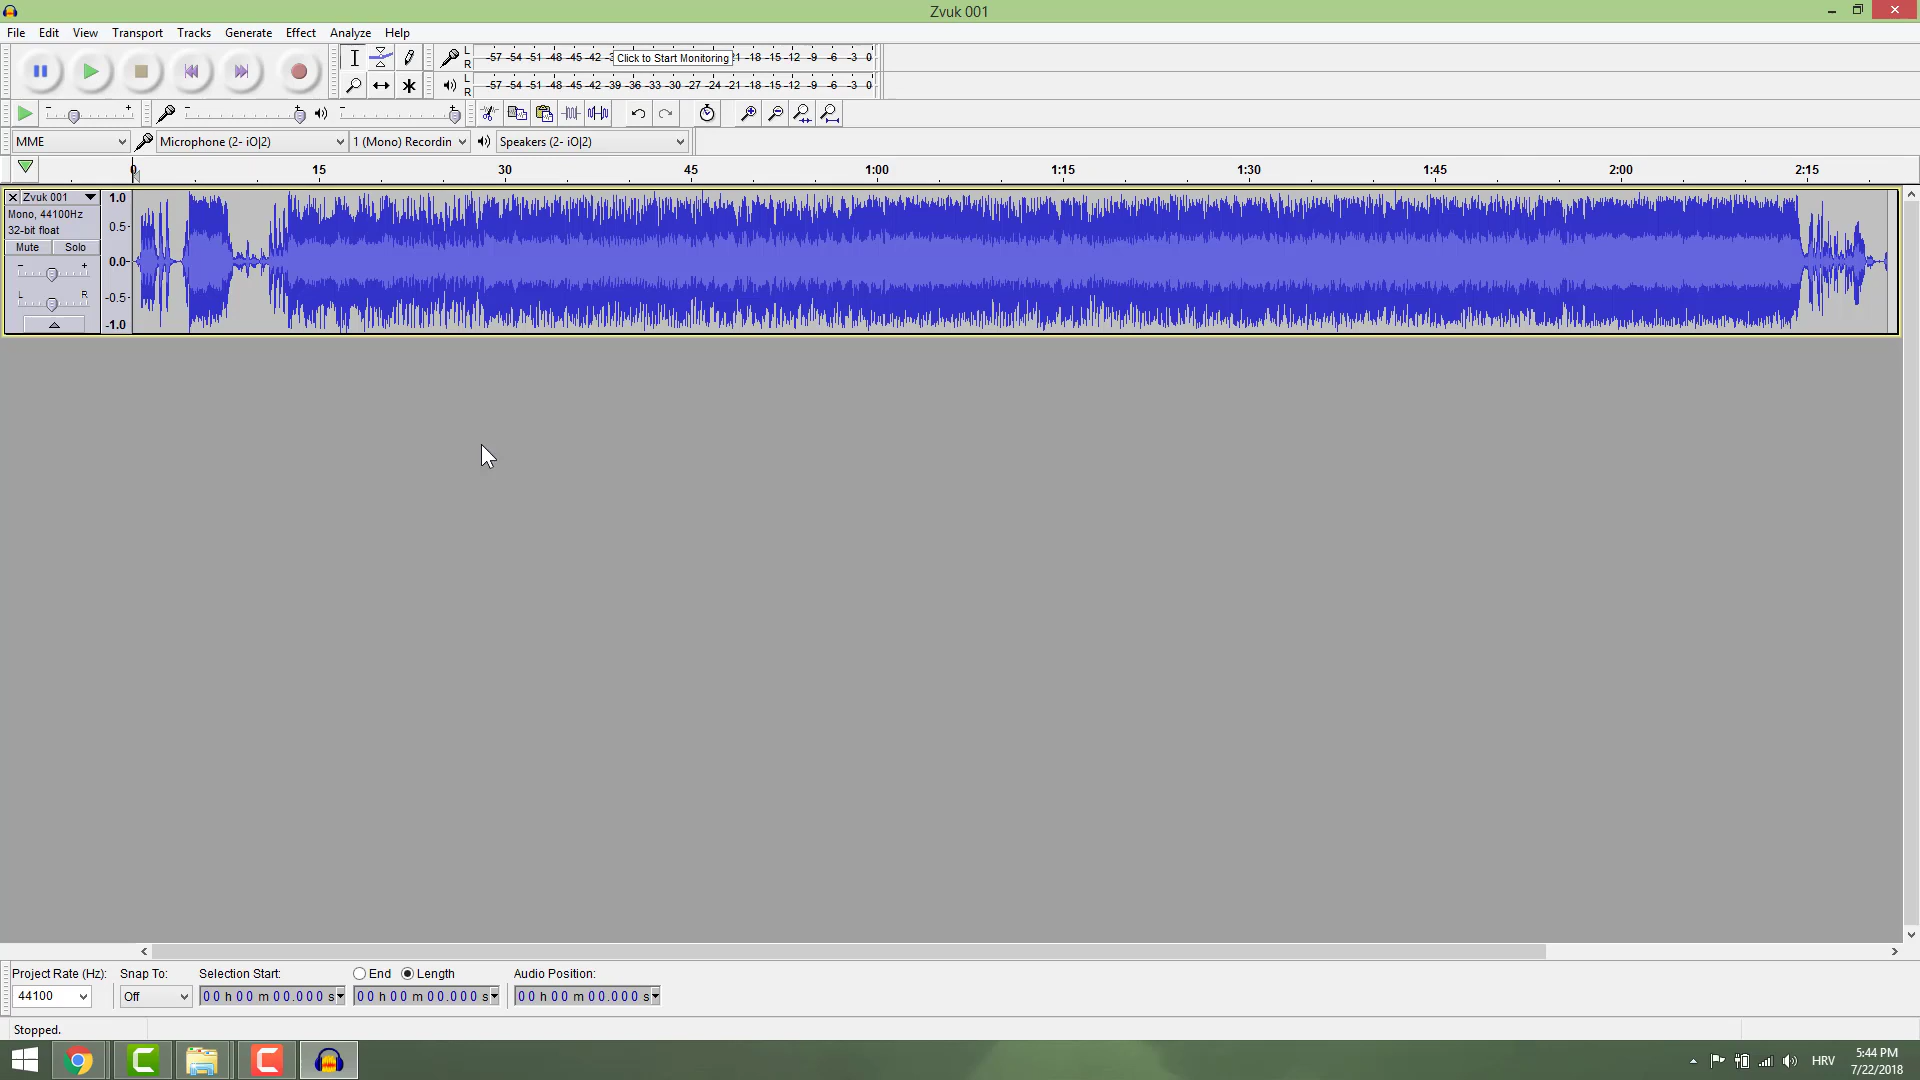 Zvuk 001
File Edit View Transport Tracks Generate Effect Analyze Help
L
R
-57 -54 -51 -48 -45 -42 -3 Click to Start Monitoring 21 -18 -15 -12 -9 -6 -3 0
L
R
-57 -54 -51 -48 -45 -42 -39 -36 -33 -30 -27 -24 -21 -18 -15 -12 -9 -6 -3 0
MME Microphone (2- iO|2) 1 (Mono) Recordin Speakers (2- iO|2)
0 15 30 45 1:00 1:15 1:30 1:45 2:00 2:15
Zvuk 001
Mono, 44100Hz
32-bit float
Mute Solo
- +
L R
1.0
0.5-
0.0-
-0.5-
-1.0
Project Rate (Hz): Snap To: Selection Start: End Length Audio Position:
44100 Off 00 h 00 m 00.000 s 00 h 00 m 00.000 s 00 h 00 m 00.000 s
Stopped.
HRV
5:44 PM
7/22/2018